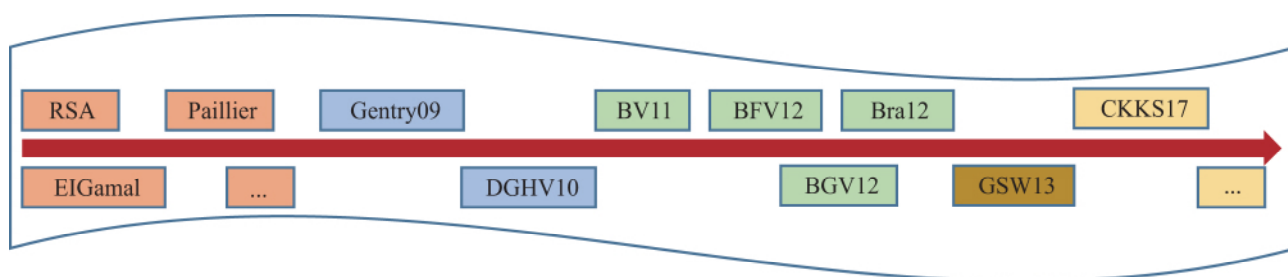 RSA
Paillier
Gentry09
BV11
BFV12
Bra12
CKKS17
EIGamal
...
DGHV10
BGV12
GSW13
...